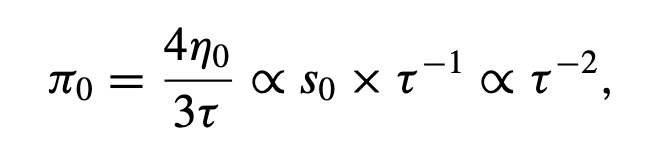 π₀ = 4η₀/3τ ∝ s₀ × τ⁻¹ ∝ τ⁻²,